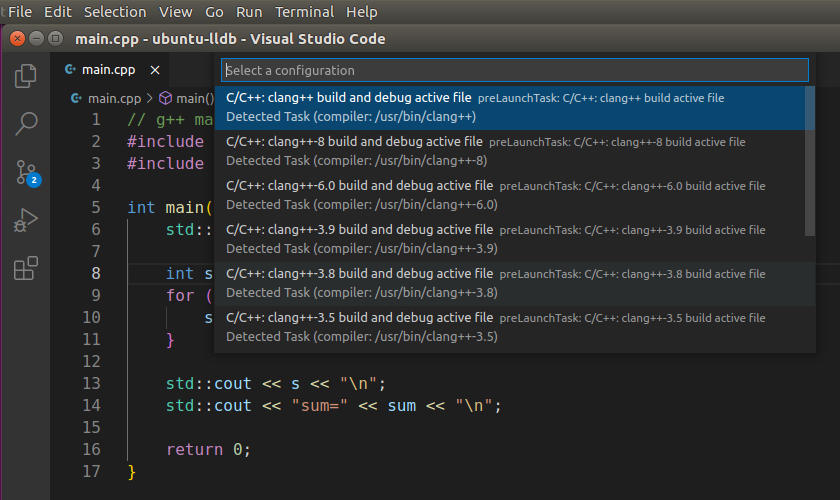 File Edit Selection View Go Run Terminal Help
main.cpp - ubuntu-lldb - Visual Studio Code
main.cpp
Select a configuration
C/C++: clang++ build and debug active file preLaunchTask: C/C++: clang++ build active file
Detected Task (compiler: /usr/bin/clang++)
C/C++: clang++-8 build and debug active file preLaunchTask: C/C++: clang++-8 build active file
Detected Task (compiler: /usr/bin/clang++-8)
C/C++: clang++-6.0 build and debug active file preLaunchTask: C/C++: clang++-6.0 build active file
Detected Task (compiler: /usr/bin/clang++-6.0)
C/C++: clang++-3.9 build and debug active file preLaunchTask: C/C++: clang++-3.9 build active file
Detected Task (compiler: /usr/bin/clang++-3.9)
C/C++: clang++-3.8 build and debug active file preLaunchTask: C/C++: clang++-3.8 build active file
Detected Task (compiler: /usr/bin/clang++-3.8)
C/C++: clang++-3.5 build and debug active file preLaunchTask: C/C++: clang++-3.5 build active file
Detected Task (compiler: /usr/bin/clang++-3.5)
2
main.cpp > main()
1 // g++ ma
2 #include
3 #include
4
5 int main(
6 std::
7
8 int s
9 for (
10 s
11 }
12
13 std::cout << s << "\n";
14 std::cout << "sum=" << sum << "\n";
15
16 return 0;
17 }